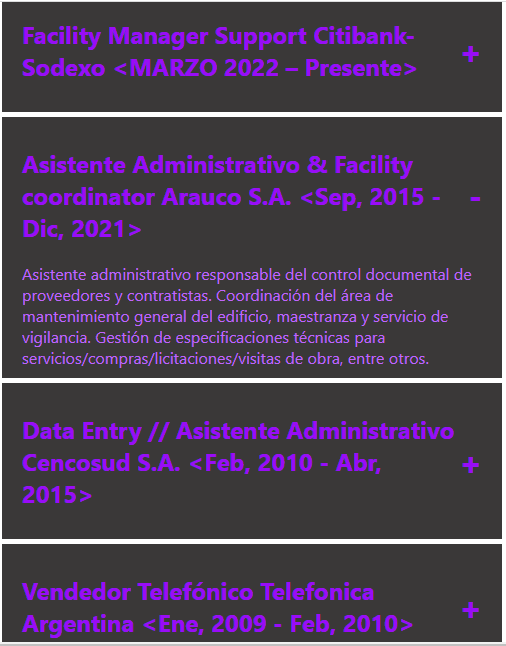 Facility Manager Support Citibank-
Sodexo <MARZO 2022 – Presente>
+
Asistente Administrativo & Facility
coordinator Arauco S.A. <Sep, 2015 -
Dic, 2021>
-
Asistente administrativo responsable del control documental de
proveedores y contratistas. Coordinación del área de
mantenimiento general del edificio, maestranza y servicio de
vigilancia. Gestión de especificaciones técnicas para
servicios/compras/licitaciones/visitas de obra, entre otros.
Data Entry // Asistente Administrativo
Cencosud S.A. <Feb, 2010 - Abr,
2015>
+
Vendedor Telefónico Telefonica
Argentina <Ene, 2009 - Feb, 2010>
+